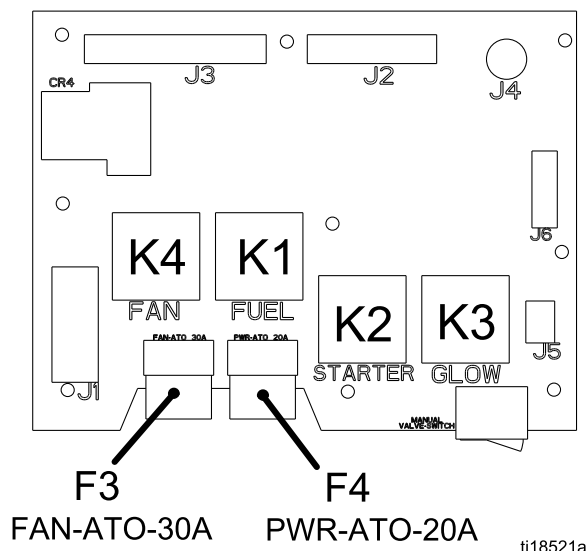 J3
J2
CR4
J4
J6
K4
K1
FAN
FUEL
K2
K3
J5
FAN-ATO 30A
PWR-ATO 20A
STARTER
GLOW
J1
MANUAL
VALVE-SWITCH
F3
FAN-ATO-30A
F4
PWR-ATO-20A
ti18521a